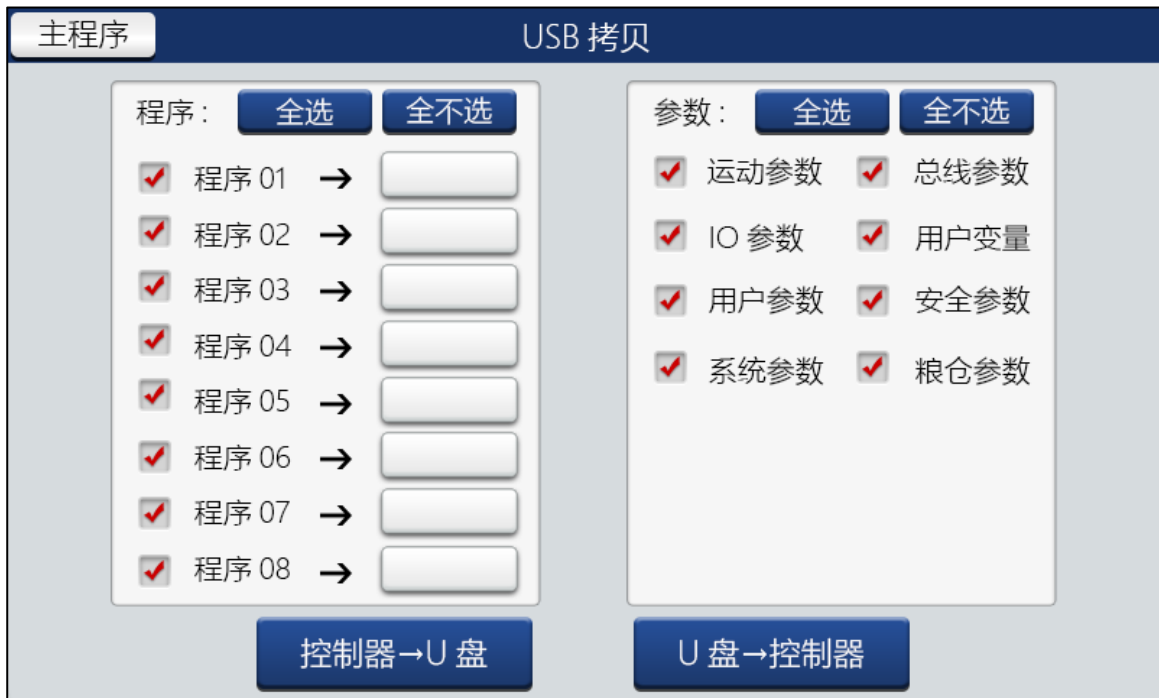 主程序
USB 拷贝
程序 : 全选 全不选
程序 01 →
程序 02 →
程序 03 →
程序 04 →
程序 05 →
程序 06 →
程序 07 →
程序 08 →
参数 : 全选 全不选
运动参数 总线参数
IO 参数 用户变量
用户参数 安全参数
系统参数 粮仓参数
控制器→U 盘
U 盘→控制器